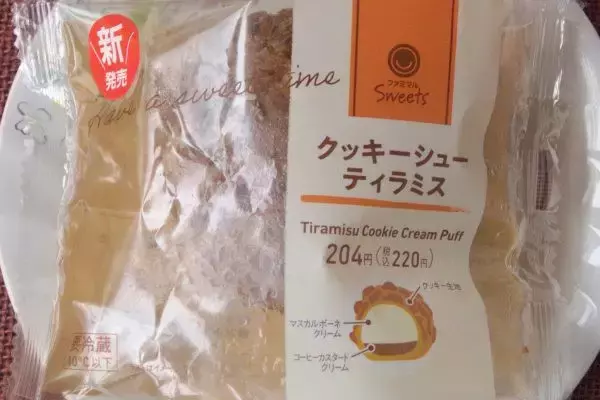 新
発売
Have a sweet time
ファミマル
Sweets
クッキーシュー
ティラミス
Tiramisu Cookie Cream Puff
204円(税込220円)
クッキー生地
マスカルポーネ
クリーム
コーヒーカスタード
クリーム
要冷蔵
10℃以下